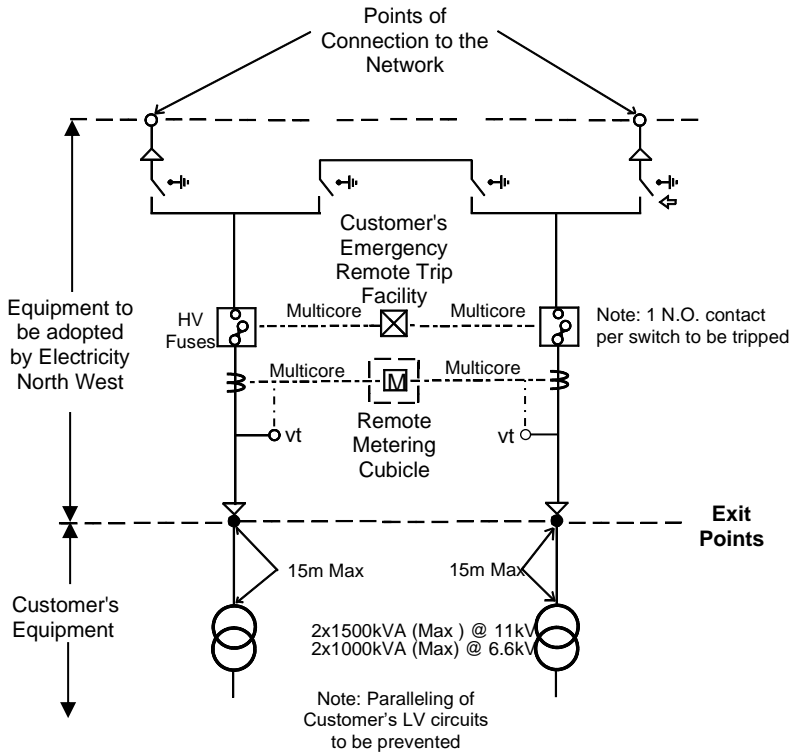 Points of
Connection to the
Network
Customer's
Emergency
Remote Trip
Facility
Equipment to
be adopted
by Electricity
North West
HV
Fuses
Multicore
Multicore
Note: 1 N.O. contact
per switch to be tripped
Multicore
M
Multicore
Remote
Metering
Cubicle
vt
vt
Exit
Points
15m Max
15m Max
Customer's
Equipment
2x1500kVA (Max ) @ 11kV
2x1000kVA (Max) @ 6.6kV
Note: Paralleling of
Customer's LV circuits
to be prevented